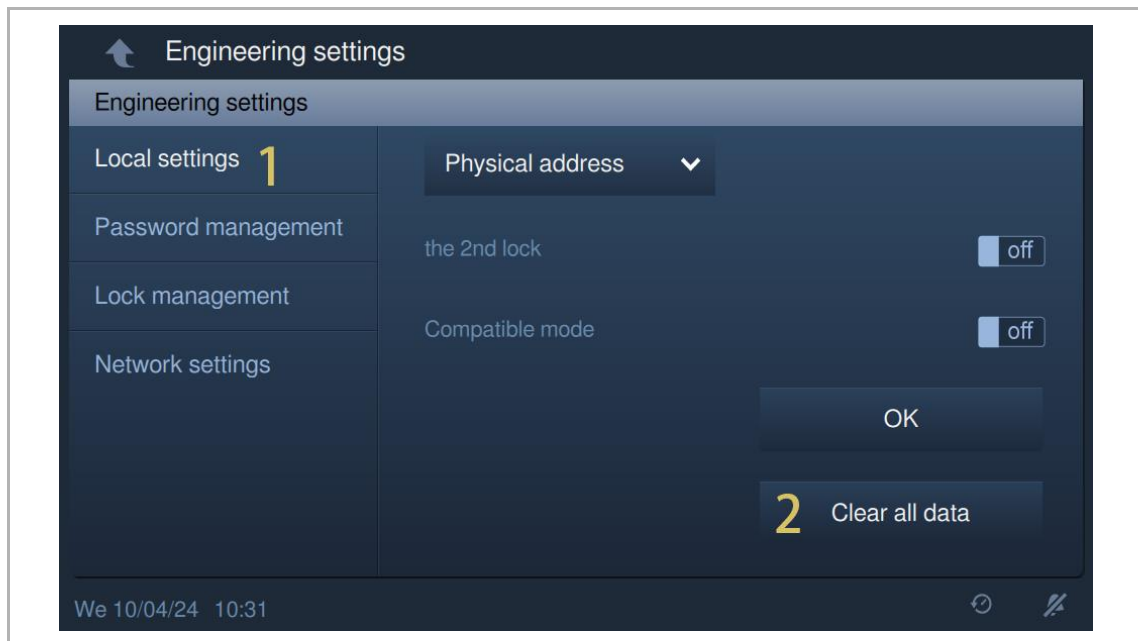 Engineering settings
Engineering settings
Local settings 1
Physical address
Password management
the 2nd lock
off
Lock management
Compatible mode
off
Network settings
OK
2 Clear all data
We 10/04/24 10:31